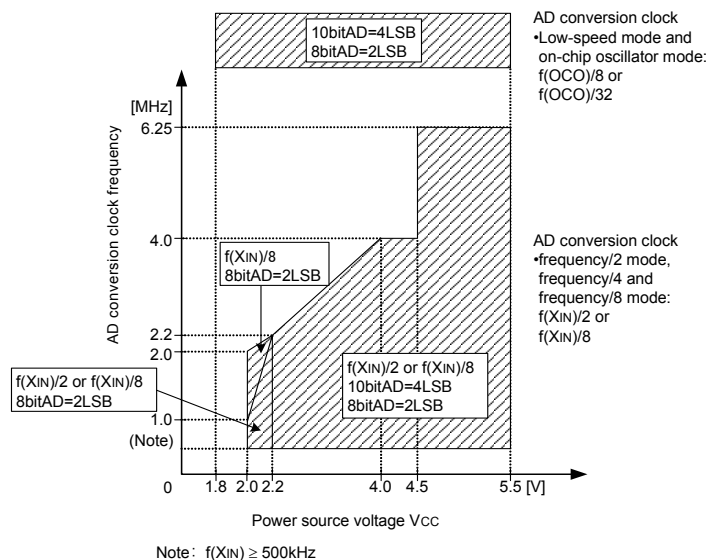 10bitAD=4LSB
8bitAD=2LSB
AD conversion clock
•Low-speed mode and
on-chip oscillator mode:
f(OCO)/8 or
f(OCO)/32
[MHz]
6.25
4.0
2.2
2.0
1.0
(Note)
0
AD conversion clock frequency
f(XIN)/8
8bitAD=2LSB
AD conversion clock
•frequency/2 mode,
frequency/4 and
frequency/8 mode:
f(XIN)/2 or
f(XIN)/8
f(XIN)/2 or f(XIN)/8
8bitAD=2LSB
f(XIN)/2 or f(XIN)/8
10bitAD=4LSB
8bitAD=2LSB
1.8 2.0 2.2 4.0 4.5 5.5 [V]
Power source voltage VCC
Note: f(XIN) ≥ 500kHz